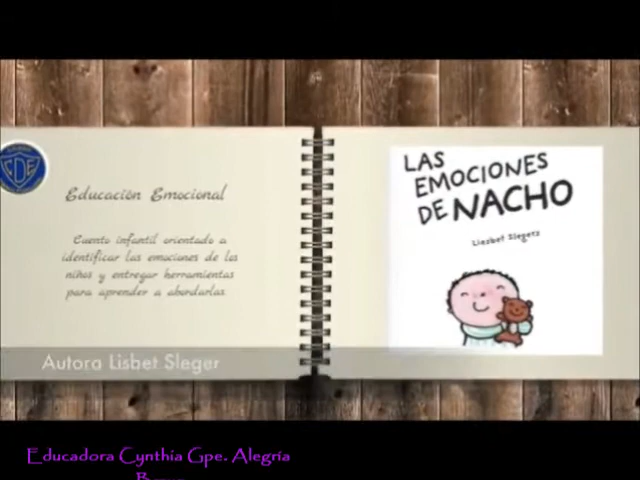 CDE
Educación Emocional
Cuento infantil orientado a
identificar las emociones de los
niños y entregar herramientas
para aprender a abordarlas.
Autora Lisbet Sleger
LAS
EMOCIONES
DE NACHO
Liesbet Slegers
Educadora Cynthia Gpe. Alegría